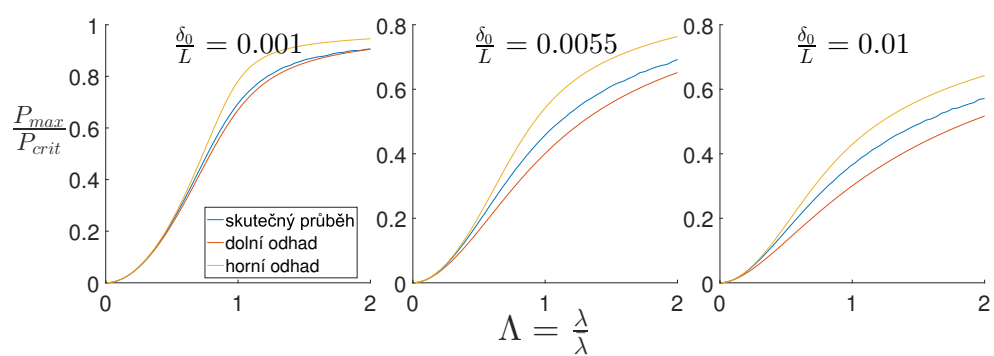 1
0.8
0.6
0.4
0.2
0
0 1 2
δ₀/L = 0.001
P_max/P_crit
skutečný průběh
dolní odhad
horní odhad
0.8
0.6
0.4
0.2
0
0 1 2
δ₀/L = 0.0055
0.8
0.6
0.4
0.2
0
0 1 2
δ₀/L = 0.01
Λ = λ/λ̄